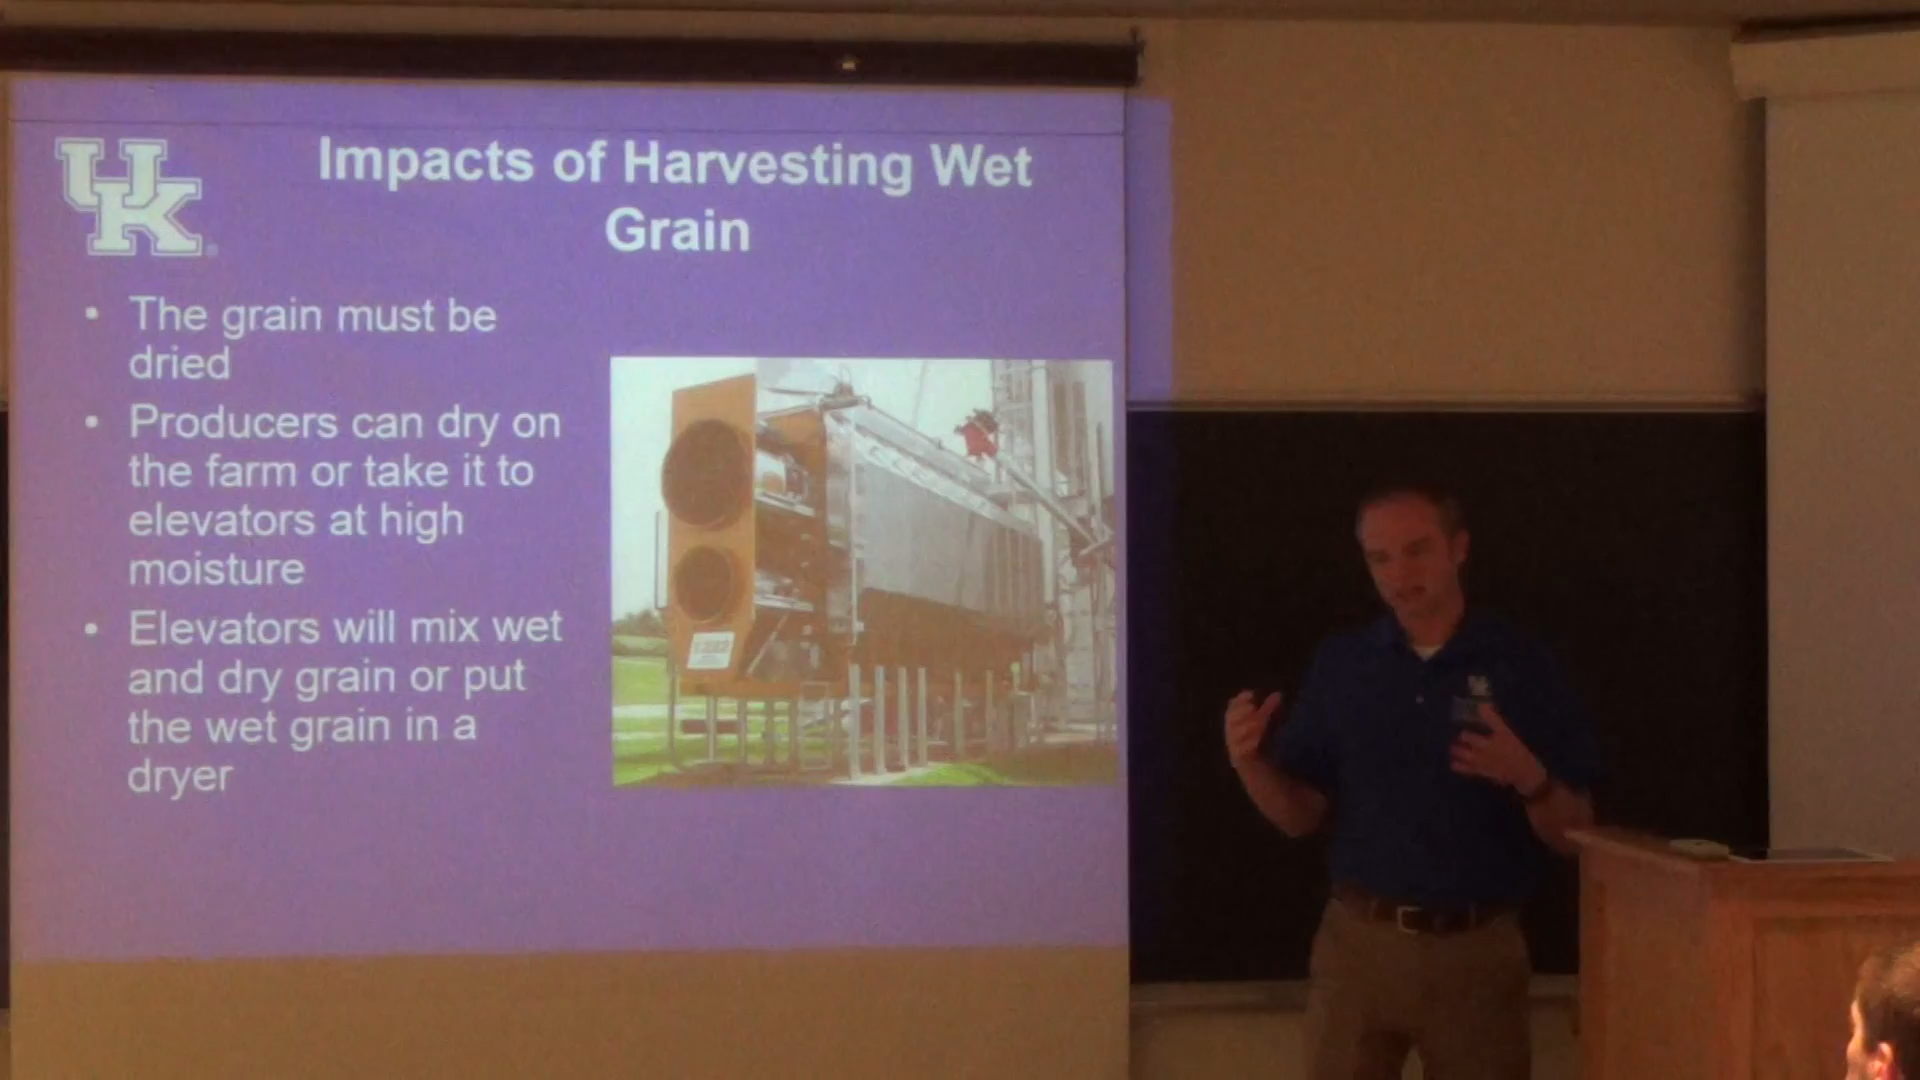 UK
Impacts of Harvesting Wet
Grain
• The grain must be
dried
• Producers can dry on
the farm or take it to
elevators at high
moisture
• Elevators will mix wet
and dry grain or put
the wet grain in a
dryer